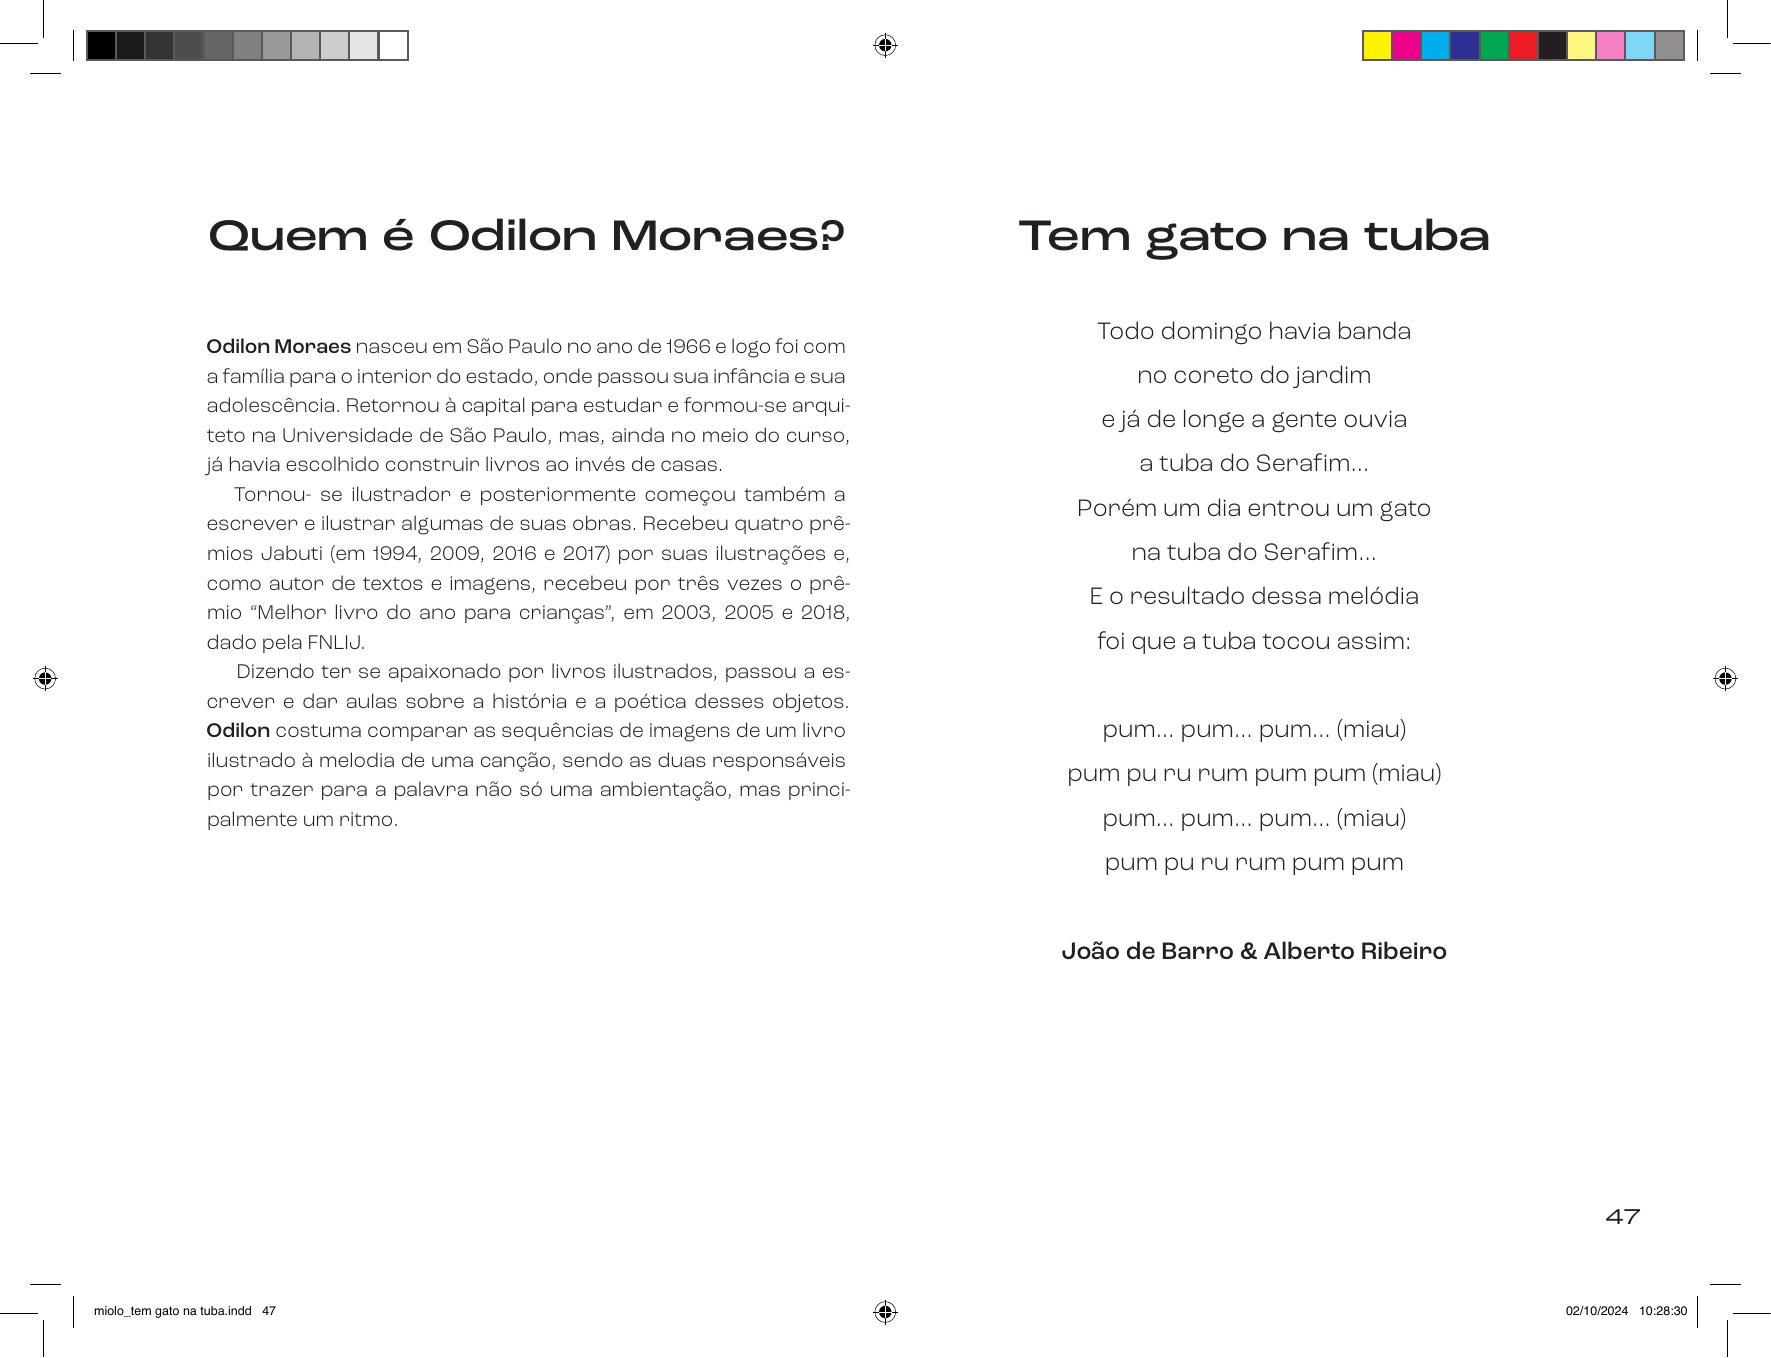 Quem é Odilon Moraes?
Odilon Moraes nasceu em São Paulo no ano de 1966 e logo foi com
a família para o interior do estado, onde passou sua infância e sua
adolescência. Retornou à capital para estudar e formou-se arqui-
teto na Universidade de São Paulo, mas, ainda no meio do curso,
já havia escolhido construir livros ao invés de casas.
Tornou- se ilustrador e posteriormente começou também a
escrever e ilustrar algumas de suas obras. Recebeu quatro prê-
mios Jabuti (em 1994, 2009, 2016 e 2017) por suas ilustrações e,
como autor de textos e imagens, recebeu por três vezes o prê-
mio “Melhor livro do ano para crianças”, em 2003, 2005 e 2018,
dado pela FNLIJ.
Dizendo ter se apaixonado por livros ilustrados, passou a es-
crever e dar aulas sobre a história e a poética desses objetos.
Odilon costuma comparar as sequências de imagens de um livro
ilustrado à melodia de uma canção, sendo as duas responsáveis
por trazer para a palavra não só uma ambientação, mas princi-
palmente um ritmo.
Tem gato na tuba
Todo domingo havia banda
no coreto do jardim
e já de longe a gente ouvia
a tuba do Serafim...
Porém um dia entrou um gato
na tuba do Serafim...
E o resultado dessa melódia
foi que a tuba tocou assim:
pum... pum... pum... (miau)
pum pu ru rum pum pum (miau)
pum... pum... pum... (miau)
pum pu ru rum pum pum
João de Barro & Alberto Ribeiro
47
miolo_tem gato na tuba.indd 47
02/10/2024 10:28:30